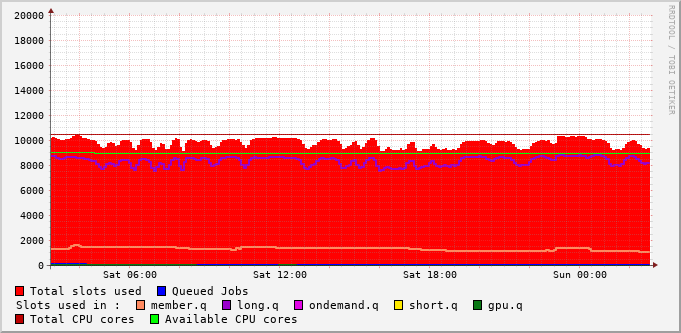 20000
18000
16000
14000
12000
10000
8000
6000
4000
2000
0
Sat 06:00 Sat 12:00 Sat 18:00 Sun 00:00
Total slots used Queued Jobs
Slots used in : member.q long.q ondemand.q short.q gpu.q
Total CPU cores Available CPU cores
RRDTOOL / TOBI OETIKER